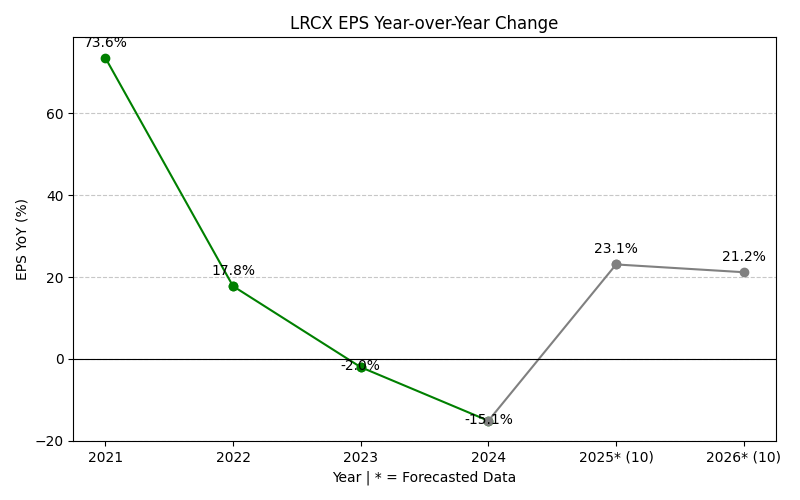 LRCX EPS Year-over-Year Change
73.6%
17.8%
-2.0%
-15.1%
23.1%
21.2%
EPS YoY (%)
60
40
20
0
−20
2021 2022 2023 2024 2025* (10) 2026* (10)
Year | * = Forecasted Data